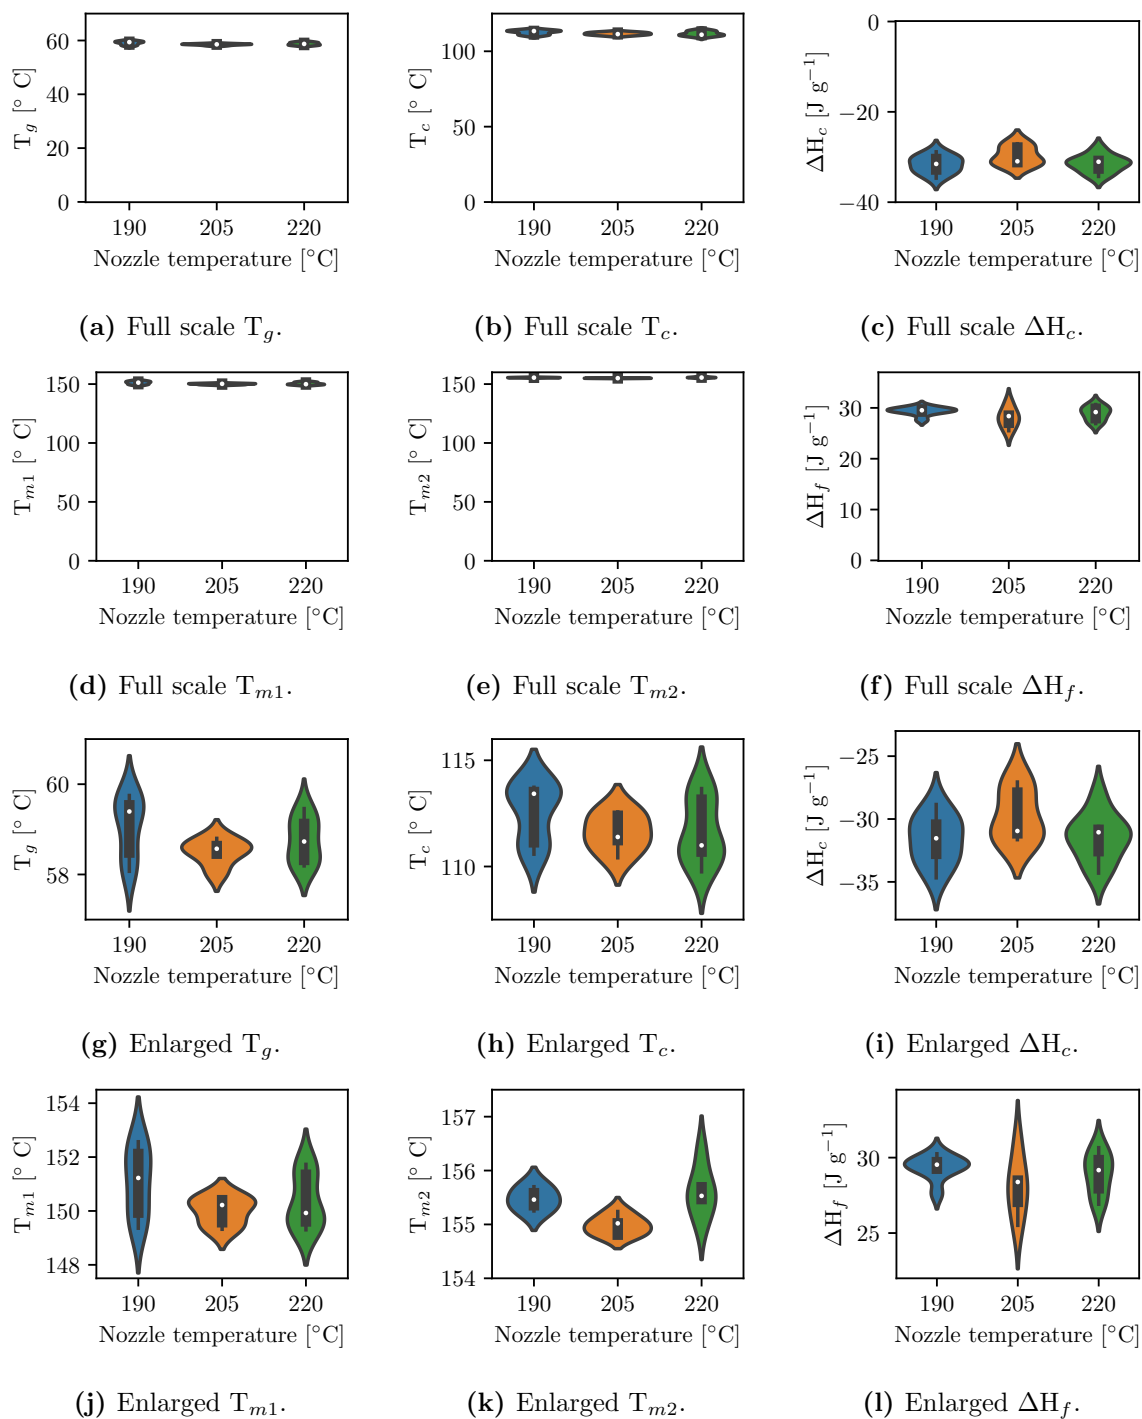 60
40
20
0
T_g [° C]
190 205 220
Nozzle temperature [°C]
(a) Full scale T_g.
100
50
0
T_c [° C]
190 205 220
Nozzle temperature [°C]
(b) Full scale T_c.
0
−20
−40
ΔH_c [J g⁻¹]
190 205 220
Nozzle temperature [°C]
(c) Full scale ΔH_c.
150
100
50
0
T_m1 [° C]
190 205 220
Nozzle temperature [°C]
(d) Full scale T_m1.
150
100
50
0
T_m2 [° C]
190 205 220
Nozzle temperature [°C]
(e) Full scale T_m2.
30
20
10
0
ΔH_f [J g⁻¹]
190 205 220
Nozzle temperature [°C]
(f) Full scale ΔH_f.
60
58
T_g [° C]
190 205 220
Nozzle temperature [°C]
(g) Enlarged T_g.
115
110
T_c [° C]
190 205 220
Nozzle temperature [°C]
(h) Enlarged T_c.
−25
−30
−35
ΔH_c [J g⁻¹]
190 205 220
Nozzle temperature [°C]
(i) Enlarged ΔH_c.
154
152
150
148
T_m1 [° C]
190 205 220
Nozzle temperature [°C]
(j) Enlarged T_m1.
157
156
155
154
T_m2 [° C]
190 205 220
Nozzle temperature [°C]
(k) Enlarged T_m2.
30
25
ΔH_f [J g⁻¹]
190 205 220
Nozzle temperature [°C]
(l) Enlarged ΔH_f.